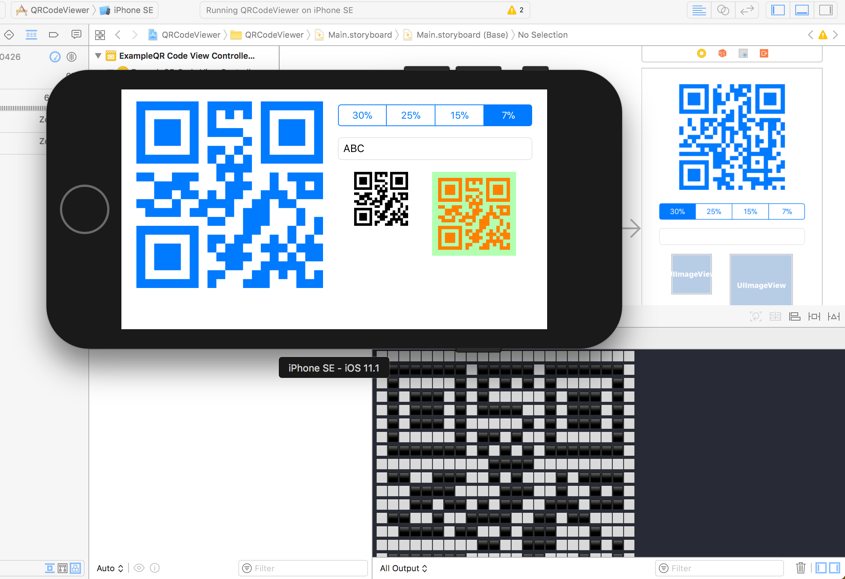 QRCodeViewer 〉 iPhone SE
Running QRCodeViewer on iPhone SE
2
QRCodeViewer 〉 QRCodeViewer 〉 Main.storyboard 〉 Main.storyboard (Base) 〉 No Selection
0426
ExampleQR Code View Controlle...
30% 25% 15% 7%
ABC
30% 25% 15% 7%
UIImageView
UIImageView
iPhone SE - iOS 11.1
Auto
Filter
All Output
Filter